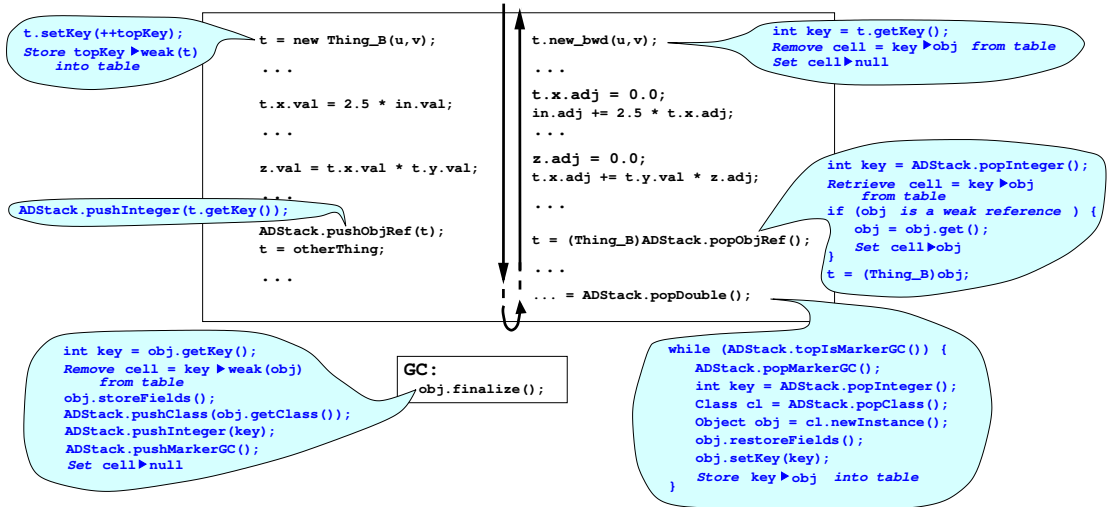 t.setKey(++topKey);
Store topKey▶weak(t)
into table
t = new Thing_B(u,v);
...
t.x.val = 2.5 * in.val;
...
z.val = t.x.val * t.y.val;
...
ADStack.pushInteger(t.getKey());
ADStack.pushObjRef(t);
t = otherThing;
...
t.new_bwd(u,v);
...
t.x.adj = 0.0;
in.adj += 2.5 * t.x.adj;
...
z.adj = 0.0;
t.x.adj += t.y.val * z.adj;
...
t = (Thing_B)ADStack.popObjRef();
...
... = ADStack.popDouble();
int key = t.getKey();
Remove cell = key▶obj from table
Set cell▶null
int key = ADStack.popInteger();
Retrieve cell = key▶obj
from table
if (obj is a weak reference ) {
obj = obj.get();
Set cell▶obj
}
t = (Thing_B)obj;
int key = obj.getKey();
Remove cell = key▶weak(obj)
from table
obj.storeFields();
ADStack.pushClass(obj.getClass());
ADStack.pushInteger(key);
ADStack.pushMarkerGC();
Set cell▶null
GC:
obj.finalize();
while (ADStack.topIsMarkerGC()) {
ADStack.popMarkerGC();
int key = ADStack.popInteger();
Class cl = ADStack.popClass();
Object obj = cl.newInstance();
obj.restoreFields();
obj.setKey(key);
Store key▶obj into table
}